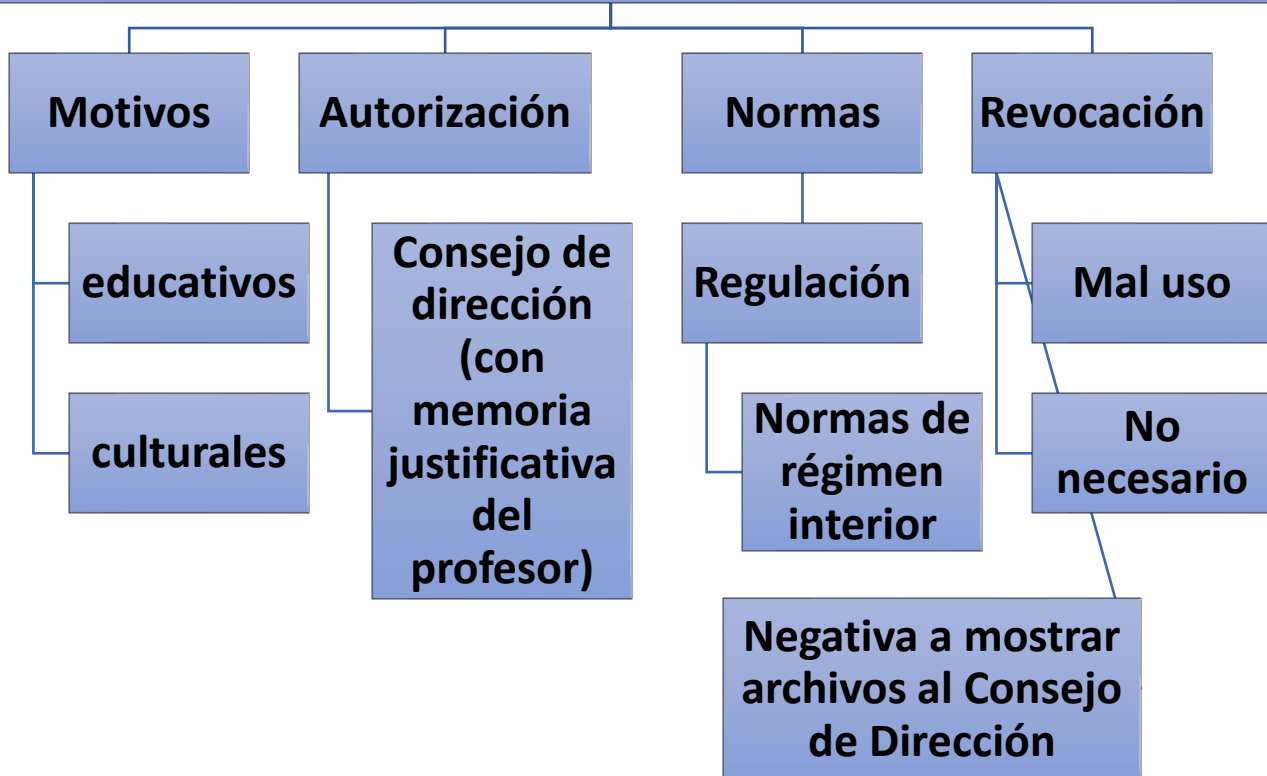 Motivos
educativos
culturales
Autorización
Consejo de
dirección
(con
memoria
justificativa
del
profesor)
Normas
Regulación
Normas de
régimen
interior
Revocación
Mal uso
No
necesario
Negativa a mostrar
archivos al Consejo
de Dirección